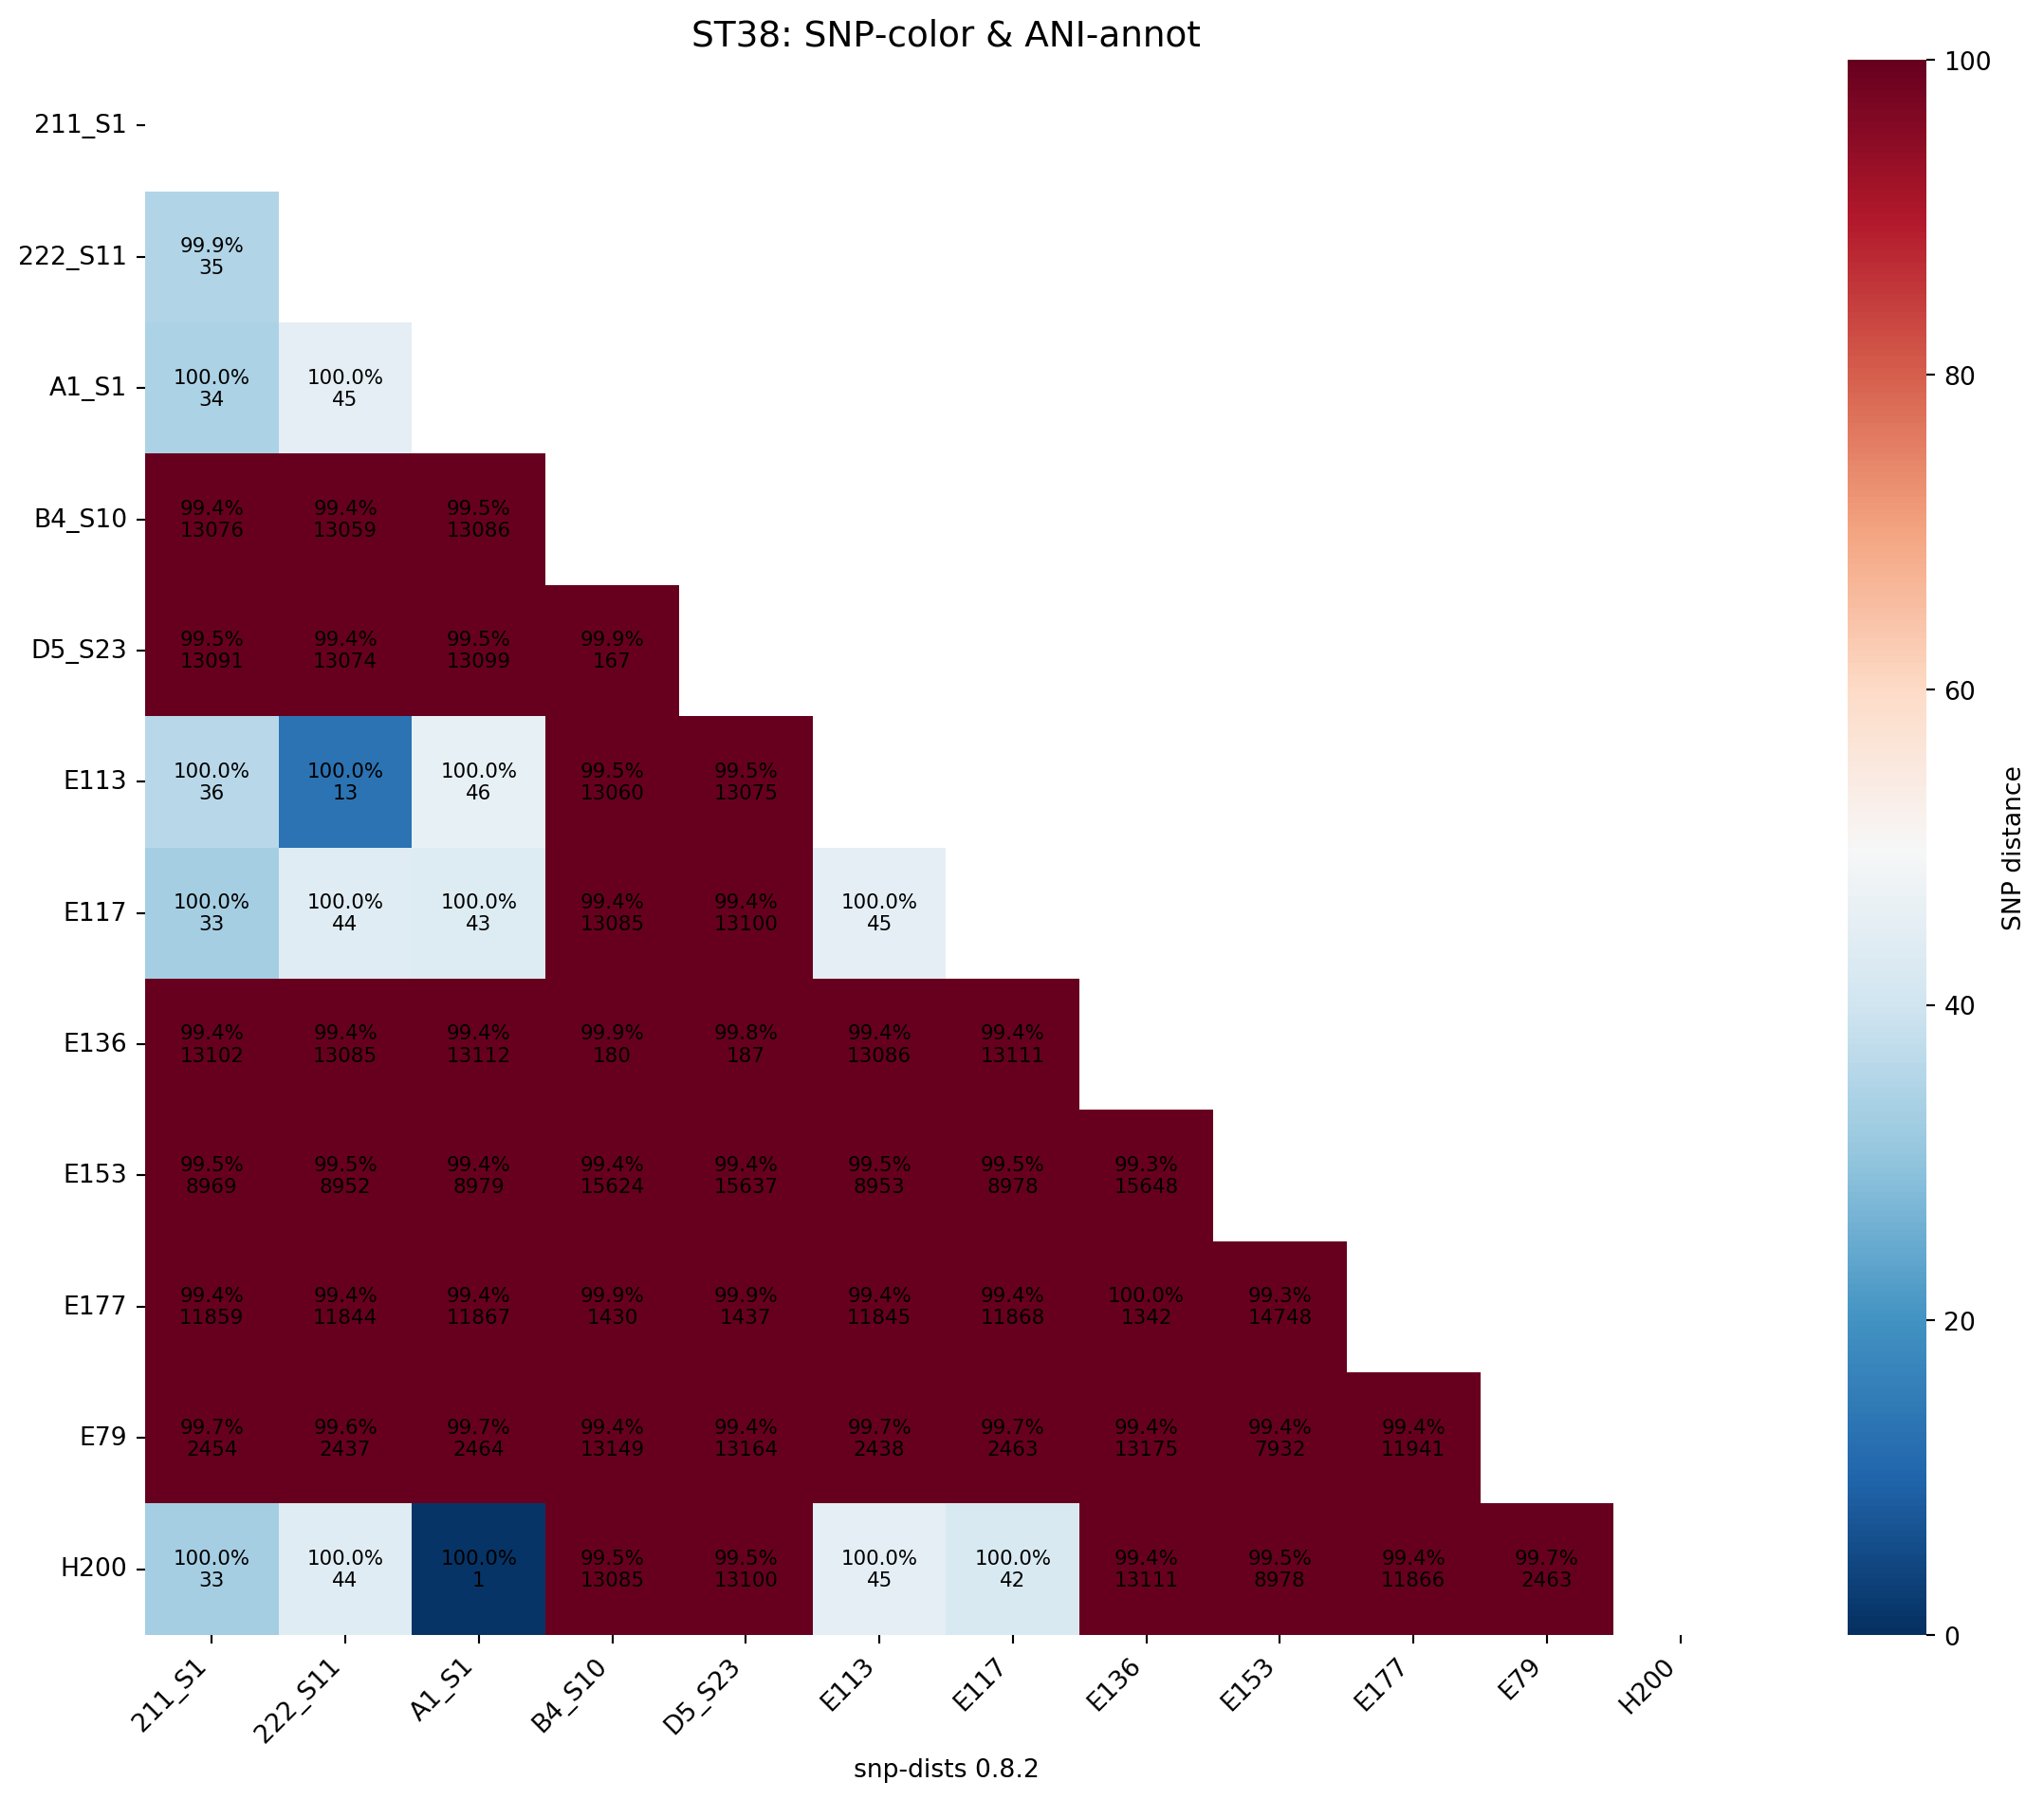 ST38: SNP-color & ANI-annot
100
211_S1
222_S11
99.9%
35
80
A1_S1
100.0% 100.0%
34 45
B4_S10
99.4% 99.4% 99.5%
13076 13059 13086
D5_S23
99.5% 99.4% 99.5% 99.9%
13091 13074 13099 167
60
E113
100.0% 100.0% 100.0% 99.5% 99.5%
36 13 46 13060 13075
SNP distance
E117
100.0% 100.0% 100.0% 99.4% 99.4% 100.0%
33 44 43 13085 13100 45
40
E136
99.4% 99.4% 99.4% 99.9% 99.8% 99.4% 99.4%
13102 13085 13112 180 187 13086 13111
E153
99.5% 99.5% 99.4% 99.4% 99.4% 99.5% 99.5% 99.3%
8969 8952 8979 15624 15637 8953 8978 15648
E177
99.4% 99.4% 99.4% 99.9% 99.9% 99.4% 99.4% 100.0% 99.3%
11859 11844 11867 1430 1437 11845 11868 1342 14748
20
E79
99.7% 99.6% 99.7% 99.4% 99.4% 99.7% 99.7% 99.4% 99.4% 99.4%
2454 2437 2464 13149 13164 2438 2463 13175 7932 11941
H200
100.0% 100.0% 100.0% 99.5% 99.5% 100.0% 100.0% 99.4% 99.5% 99.4% 99.7%
33 44 1 13085 13100 45 42 13111 8978 11866 2463
0
211_S1 222_S11 A1_S1 B4_S10 D5_S23 E113 E117 E136 E153 E177 E79 H200
snp-dists 0.8.2